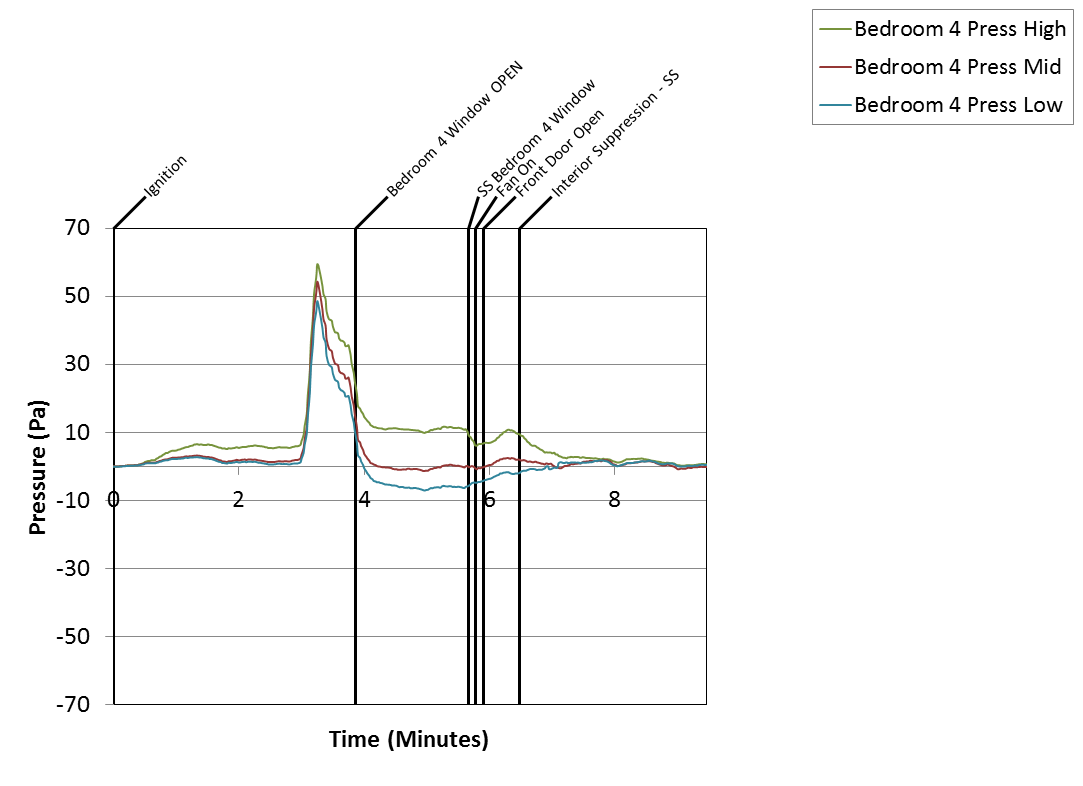 Bedroom 4 Press High
Bedroom 4 Press Mid
Bedroom 4 Press Low
Ignition
Bedroom 4 Window OPEN
SS Bedroom 4 Window
Fan On
Front Door Open
Interior Suppression - SS
70
50
30
10
-10
-30
-50
-70
0 2 4 6 8
Pressure (Pa)
Time (Minutes)